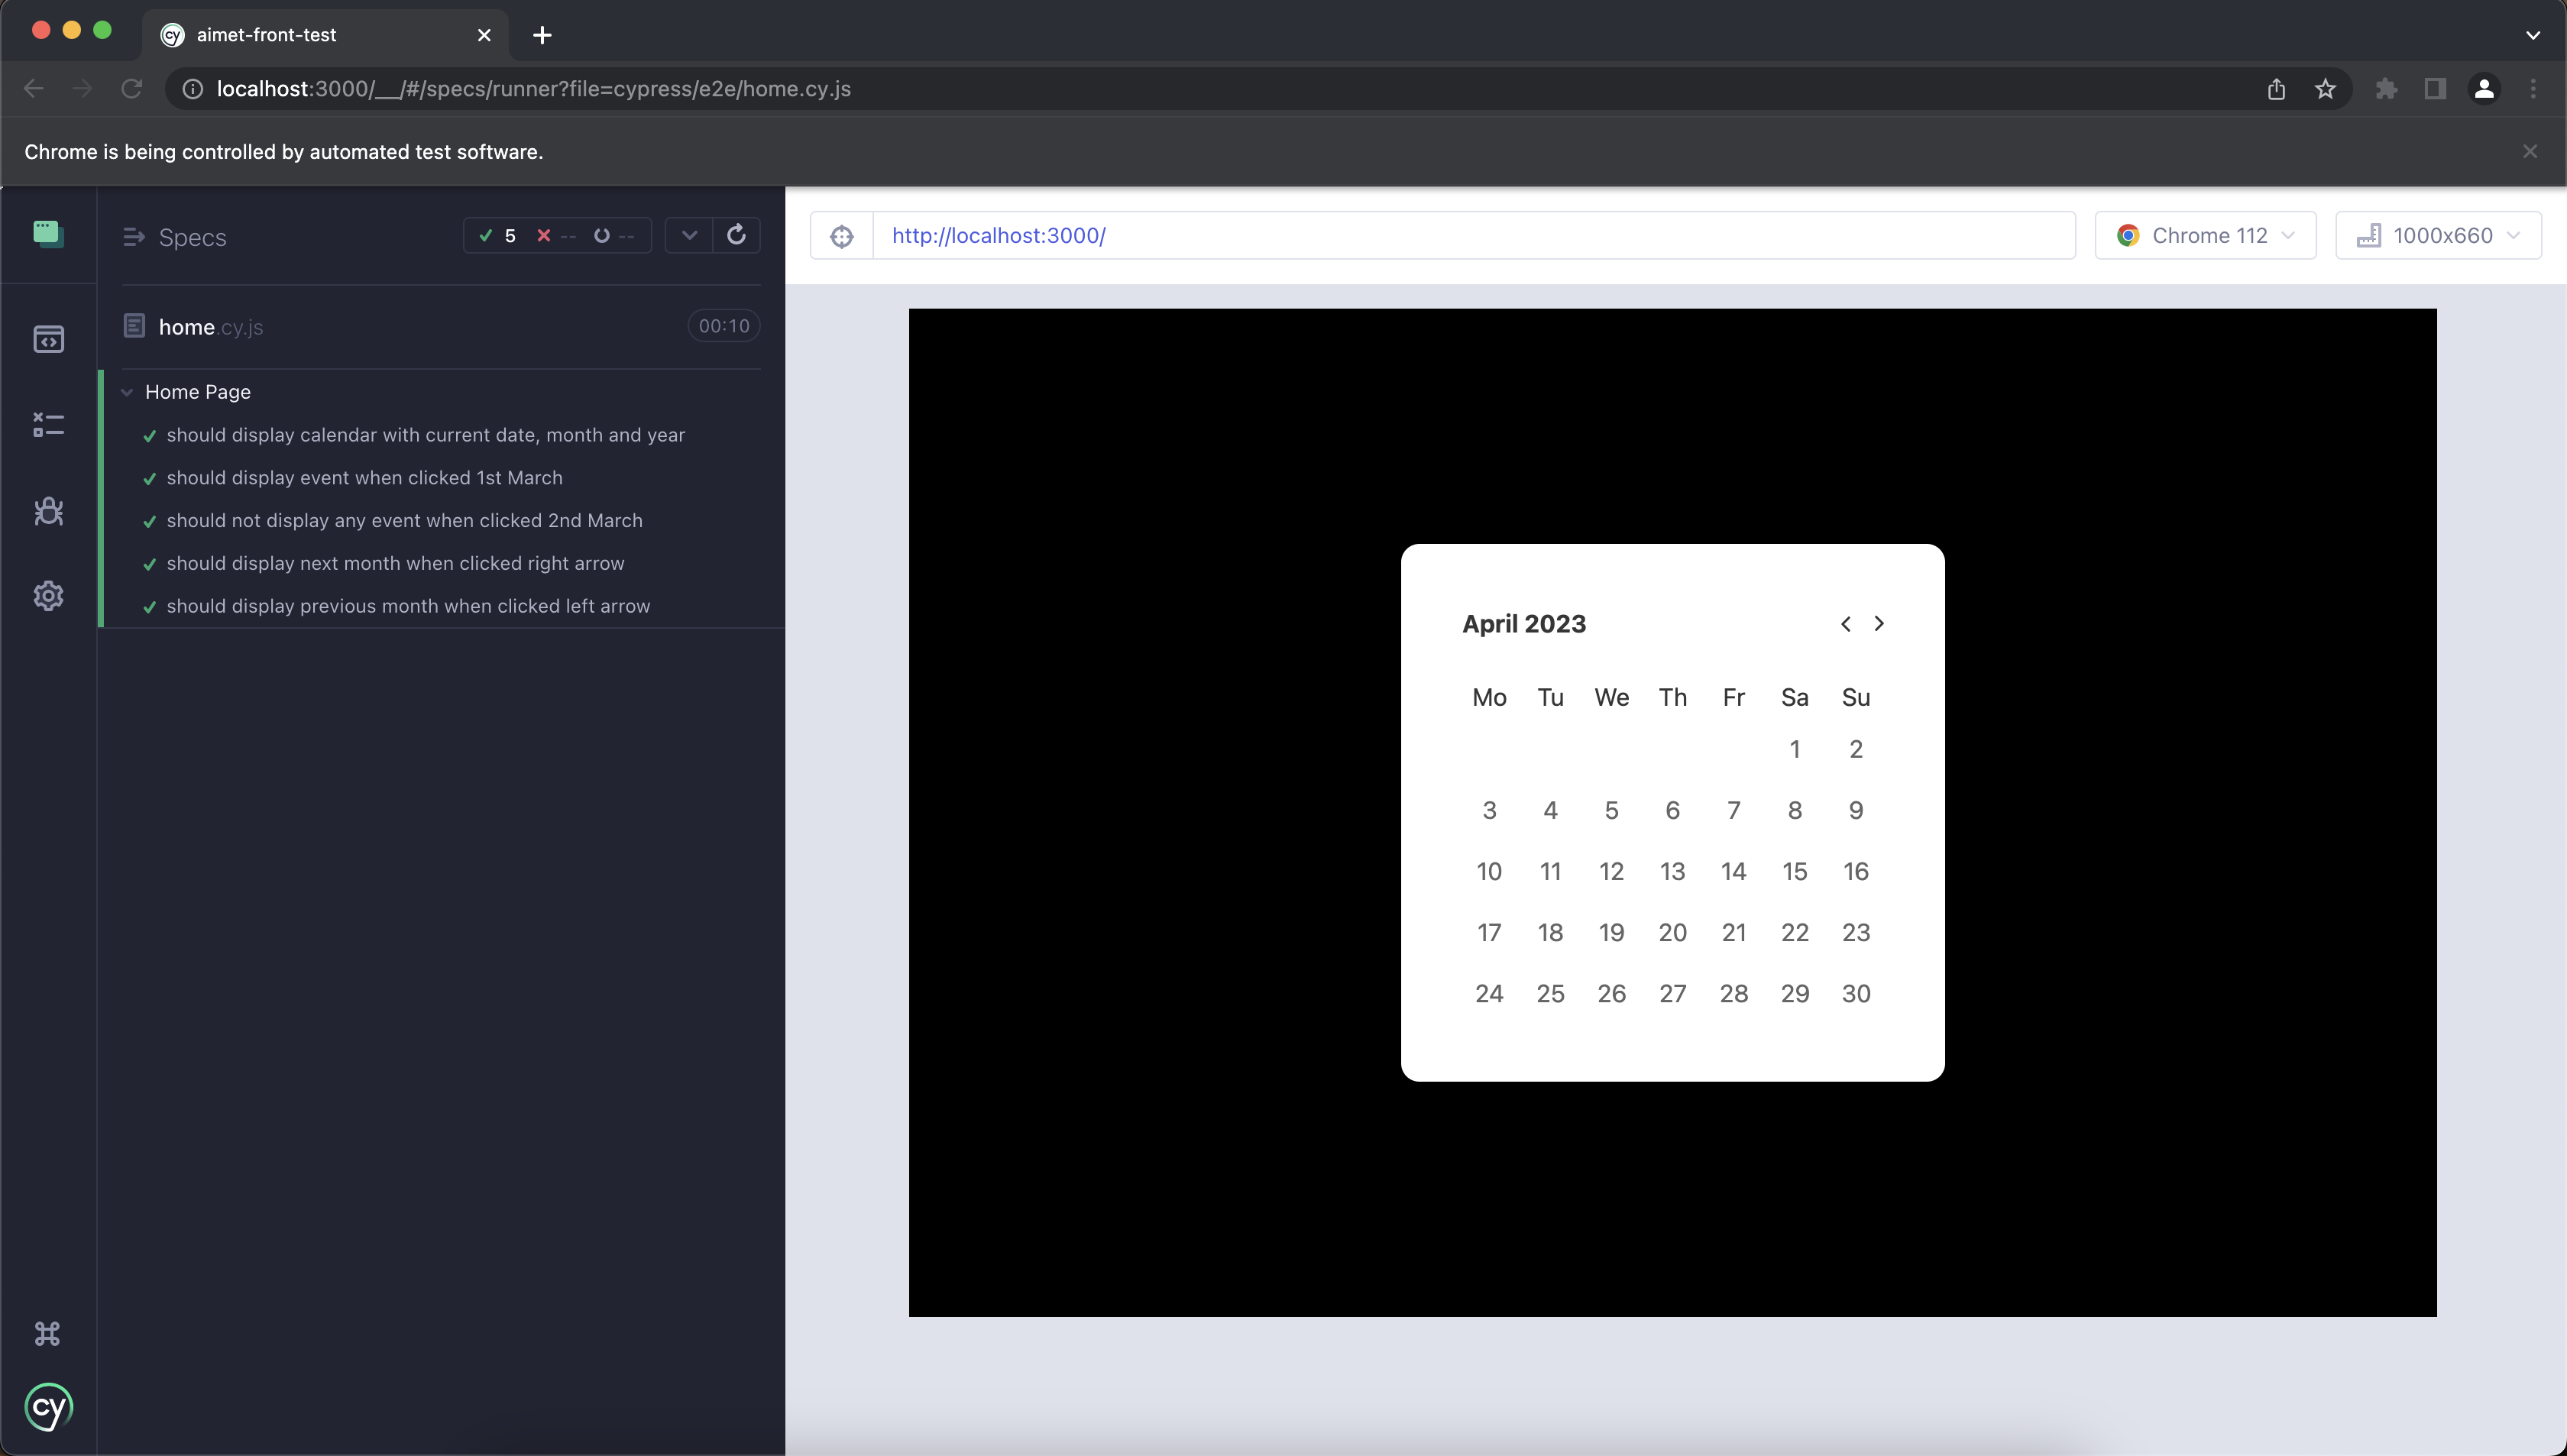 cy aimet-front-test
localhost:3000/__/#/specs/runner?file=cypress/e2e/home.cy.js
Chrome is being controlled by automated test software.
Specs 5 -- --
home.cy.js 00:10
Home Page
should display calendar with current date, month and year
should display event when clicked 1st March
should not display any event when clicked 2nd March
should display next month when clicked right arrow
should display previous month when clicked left arrow
cy
http://localhost:3000/ Chrome 112 1000x660
April 2023
Mo Tu We Th Fr Sa Su
1 2
3 4 5 6 7 8 9
10 11 12 13 14 15 16
17 18 19 20 21 22 23
24 25 26 27 28 29 30